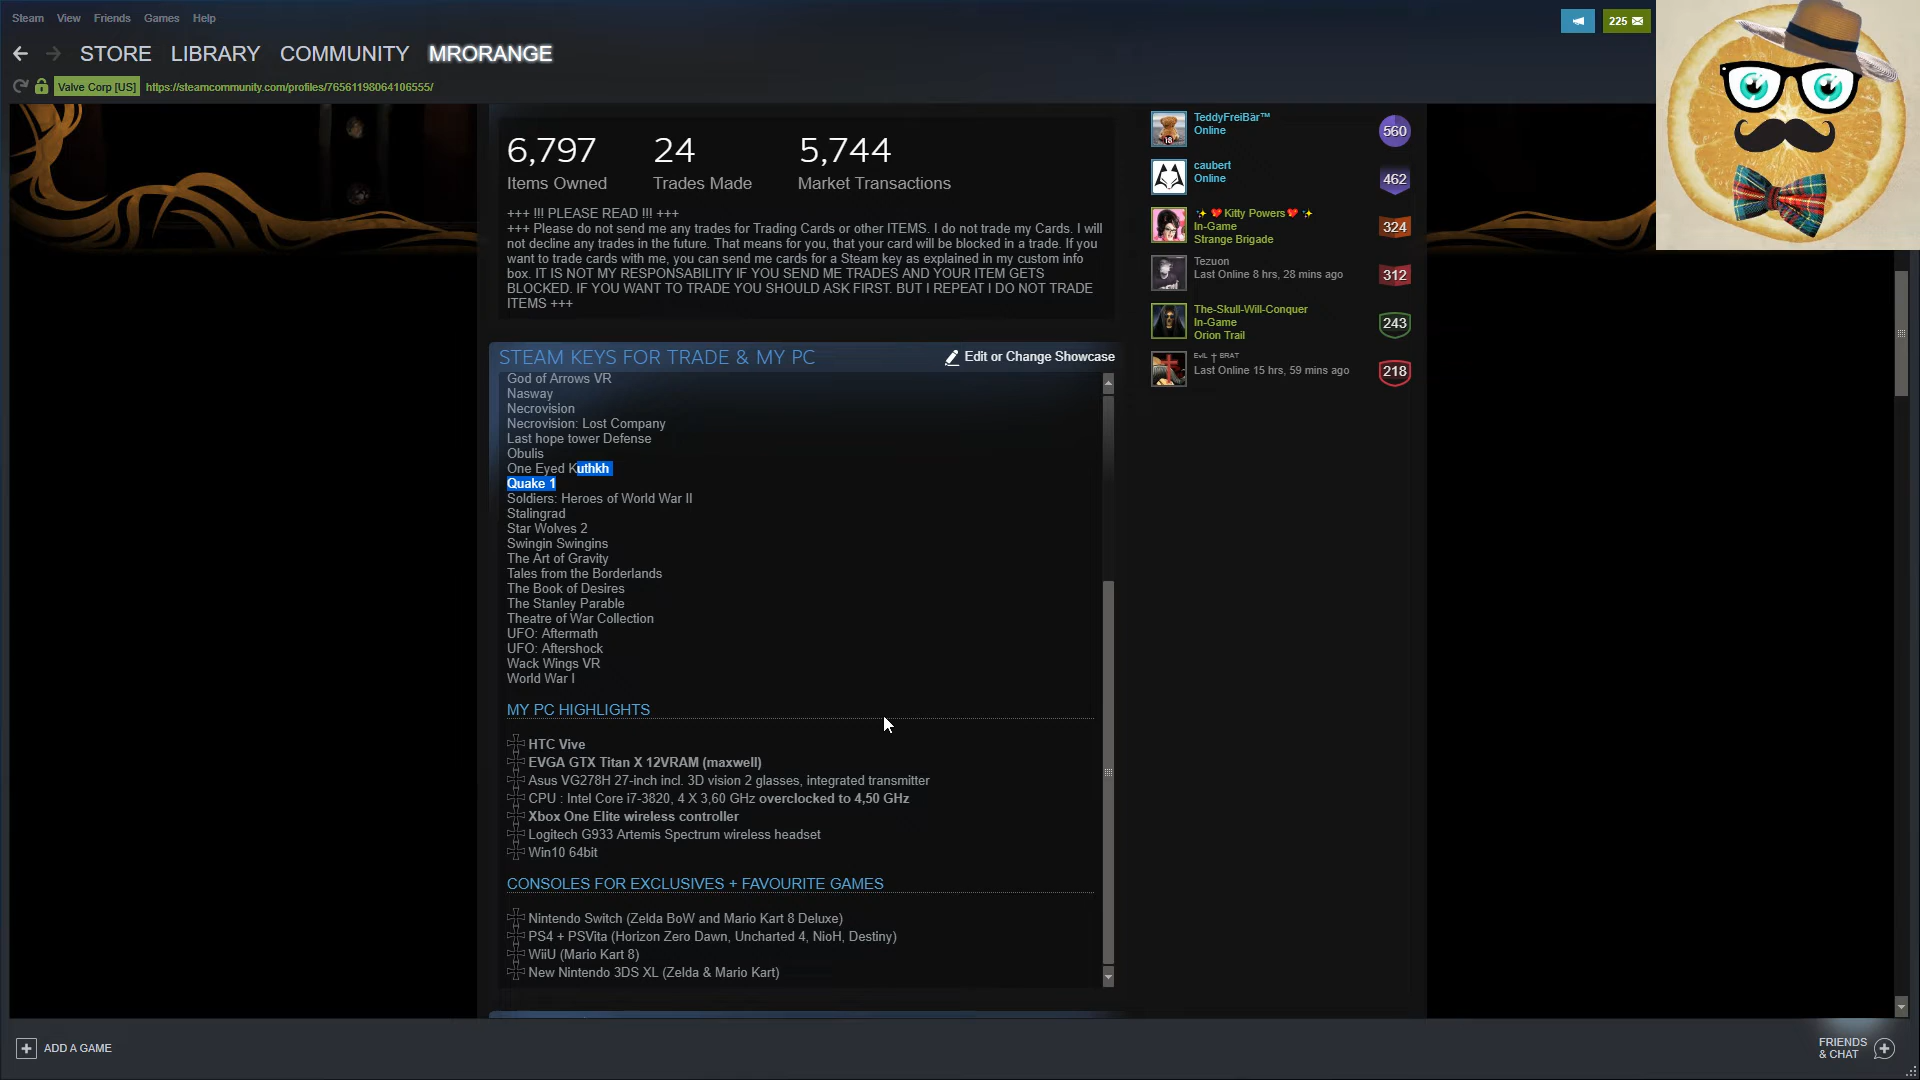 Steam View Friends Games Help
225
STORE LIBRARY COMMUNITY MRORANGE
Valve Corp [US] https://steamcommunity.com/profiles/76561198064106555/
6,797 24 5,744
Items Owned Trades Made Market Transactions
+++ !!! PLEASE READ !!! +++
+++ Please do not send me any trades for Trading Cards or other ITEMS. I do not trade my Cards. I will
not decline any trades in the future. That means for you, that your card will be blocked in a trade. If you
want to trade cards with me, you can send me cards for a Steam key as explained in my custom info
box. IT IS NOT MY RESPONSABILITY IF YOU SEND ME TRADES AND YOUR ITEM GETS
BLOCKED. IF YOU WANT TO TRADE YOU SHOULD ASK FIRST. BUT I REPEAT I DO NOT TRADE
ITEMS +++
STEAM KEYS FOR TRADE & MY PC
Edit or Change Showcase
God of Arrows VR
Nasway
Necrovision
Necrovision: Lost Company
Last hope tower Defense
Obulis
One Eyed Kuthkh
Quake 1
Soldiers: Heroes of World War II
Stalingrad
Star Wolves 2
Swingin Swingins
The Art of Gravity
Tales from the Borderlands
The Book of Desires
The Stanley Parable
Theatre of War Collection
UFO: Aftermath
UFO: Aftershock
Wack Wings VR
World War I
MY PC HIGHLIGHTS
HTC Vive
EVGA GTX Titan X 12VRAM (maxwell)
Asus VG278H 27-inch incl. 3D vision 2 glasses, integrated transmitter
CPU : Intel Core i7-3820, 4 X 3,60 GHz overclocked to 4,50 GHz
Xbox One Elite wireless controller
Logitech G933 Artemis Spectrum wireless headset
Win10 64bit
CONSOLES FOR EXCLUSIVES + FAVOURITE GAMES
Nintendo Switch (Zelda BoW and Mario Kart 8 Deluxe)
PS4 + PSVita (Horizon Zero Dawn, Uncharted 4, NioH, Destiny)
WiiU (Mario Kart 8)
New Nintendo 3DS XL (Zelda & Mario Kart)
TeddyFreiBär™
Online
560
caubert
Online
462
Kitty Powers
In-Game
Strange Brigade
324
Tezuon
Last Online 8 hrs, 28 mins ago
312
The-Skull-Will-Conquer
In-Game
Orion Trail
243
EviL † BRAT
Last Online 15 hrs, 59 mins ago
218
ADD A GAME
FRIENDS
& CHAT